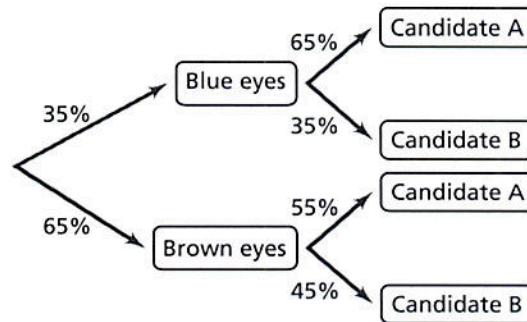 65%
Candidate A
Blue eyes
35%
35%
Candidate B
65%
55%
Candidate A
Brown eyes
45%
Candidate B